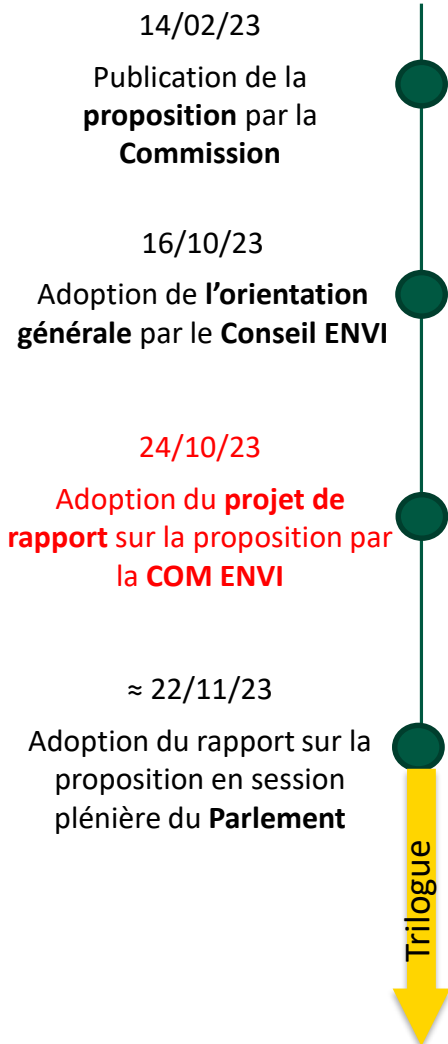 14/02/23
Publication de la
proposition par la
Commission
16/10/23
Adoption de l'orientation
générale par le Conseil ENVI
24/10/23
Adoption du projet de
rapport sur la proposition par
la COM ENVI
≈ 22/11/23
Adoption du rapport sur la
proposition en session
plénière du Parlement
Trilogue